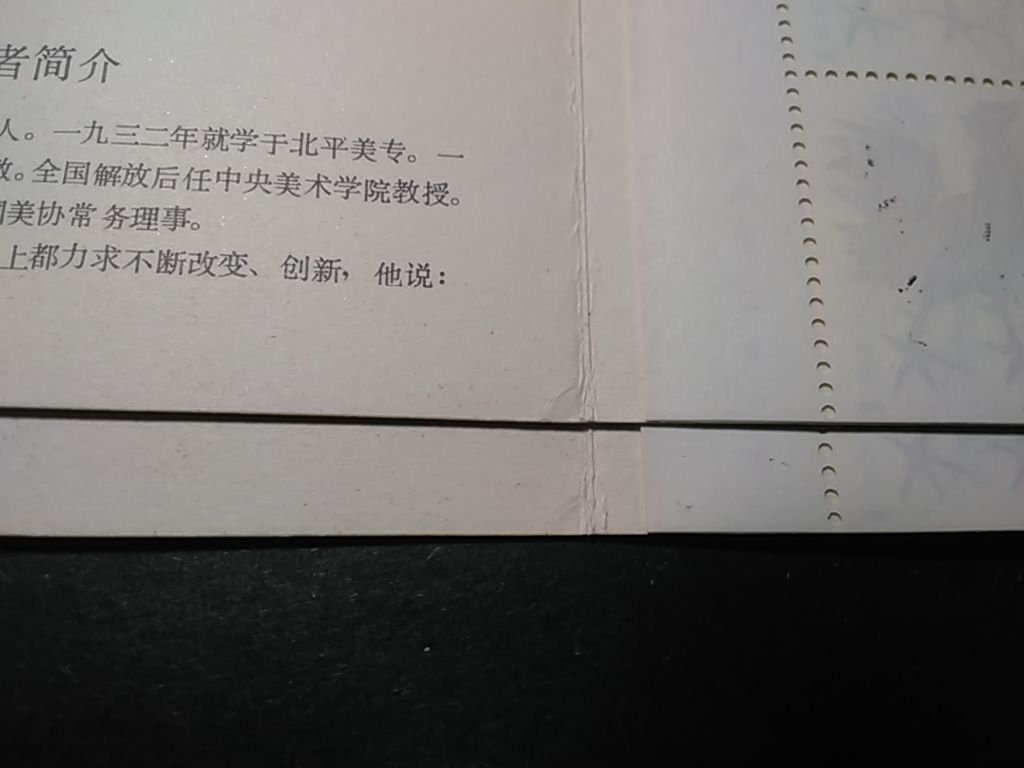 者简介
人。一九三二年就学于北平美专。一
教。全国解放后任中央美术学院教授。
美协常务理事。
上都力求不断改变、创新，他说：